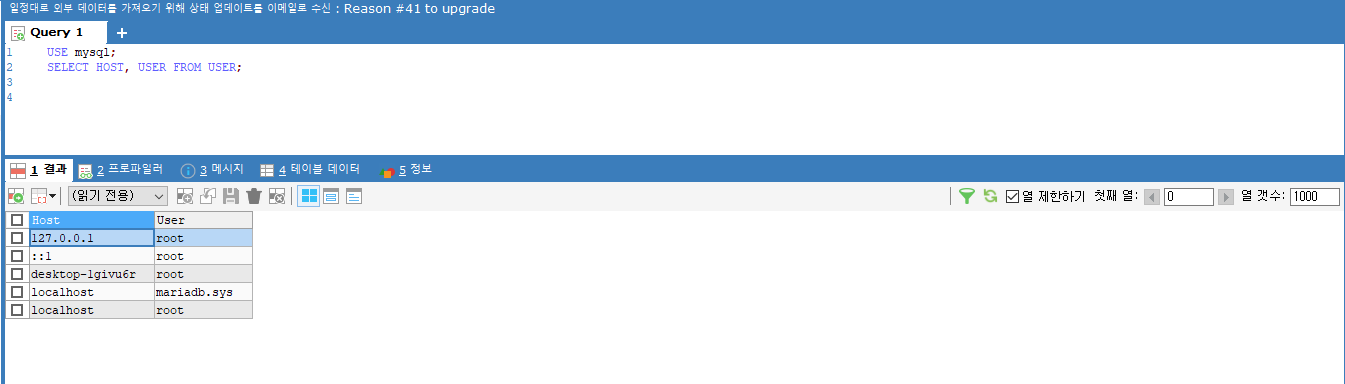 일정대로 외부 데이터를 가져오기 위해 상태 업데이트를 이메일로 수신 : Reason #41 to upgrade
Query 1 +
1 USE mysql;
2 SELECT HOST, USER FROM USER;
3
4
1 결과 2 프로파일러 3 메시지 4 테이블 데이터 5 정보
(읽기 전용) 열 제한하기 첫째 열: 0 열 갯수: 1000
Host User
127.0.0.1 root
::1 root
desktop-1givu6r root
localhost mariadb.sys
localhost root